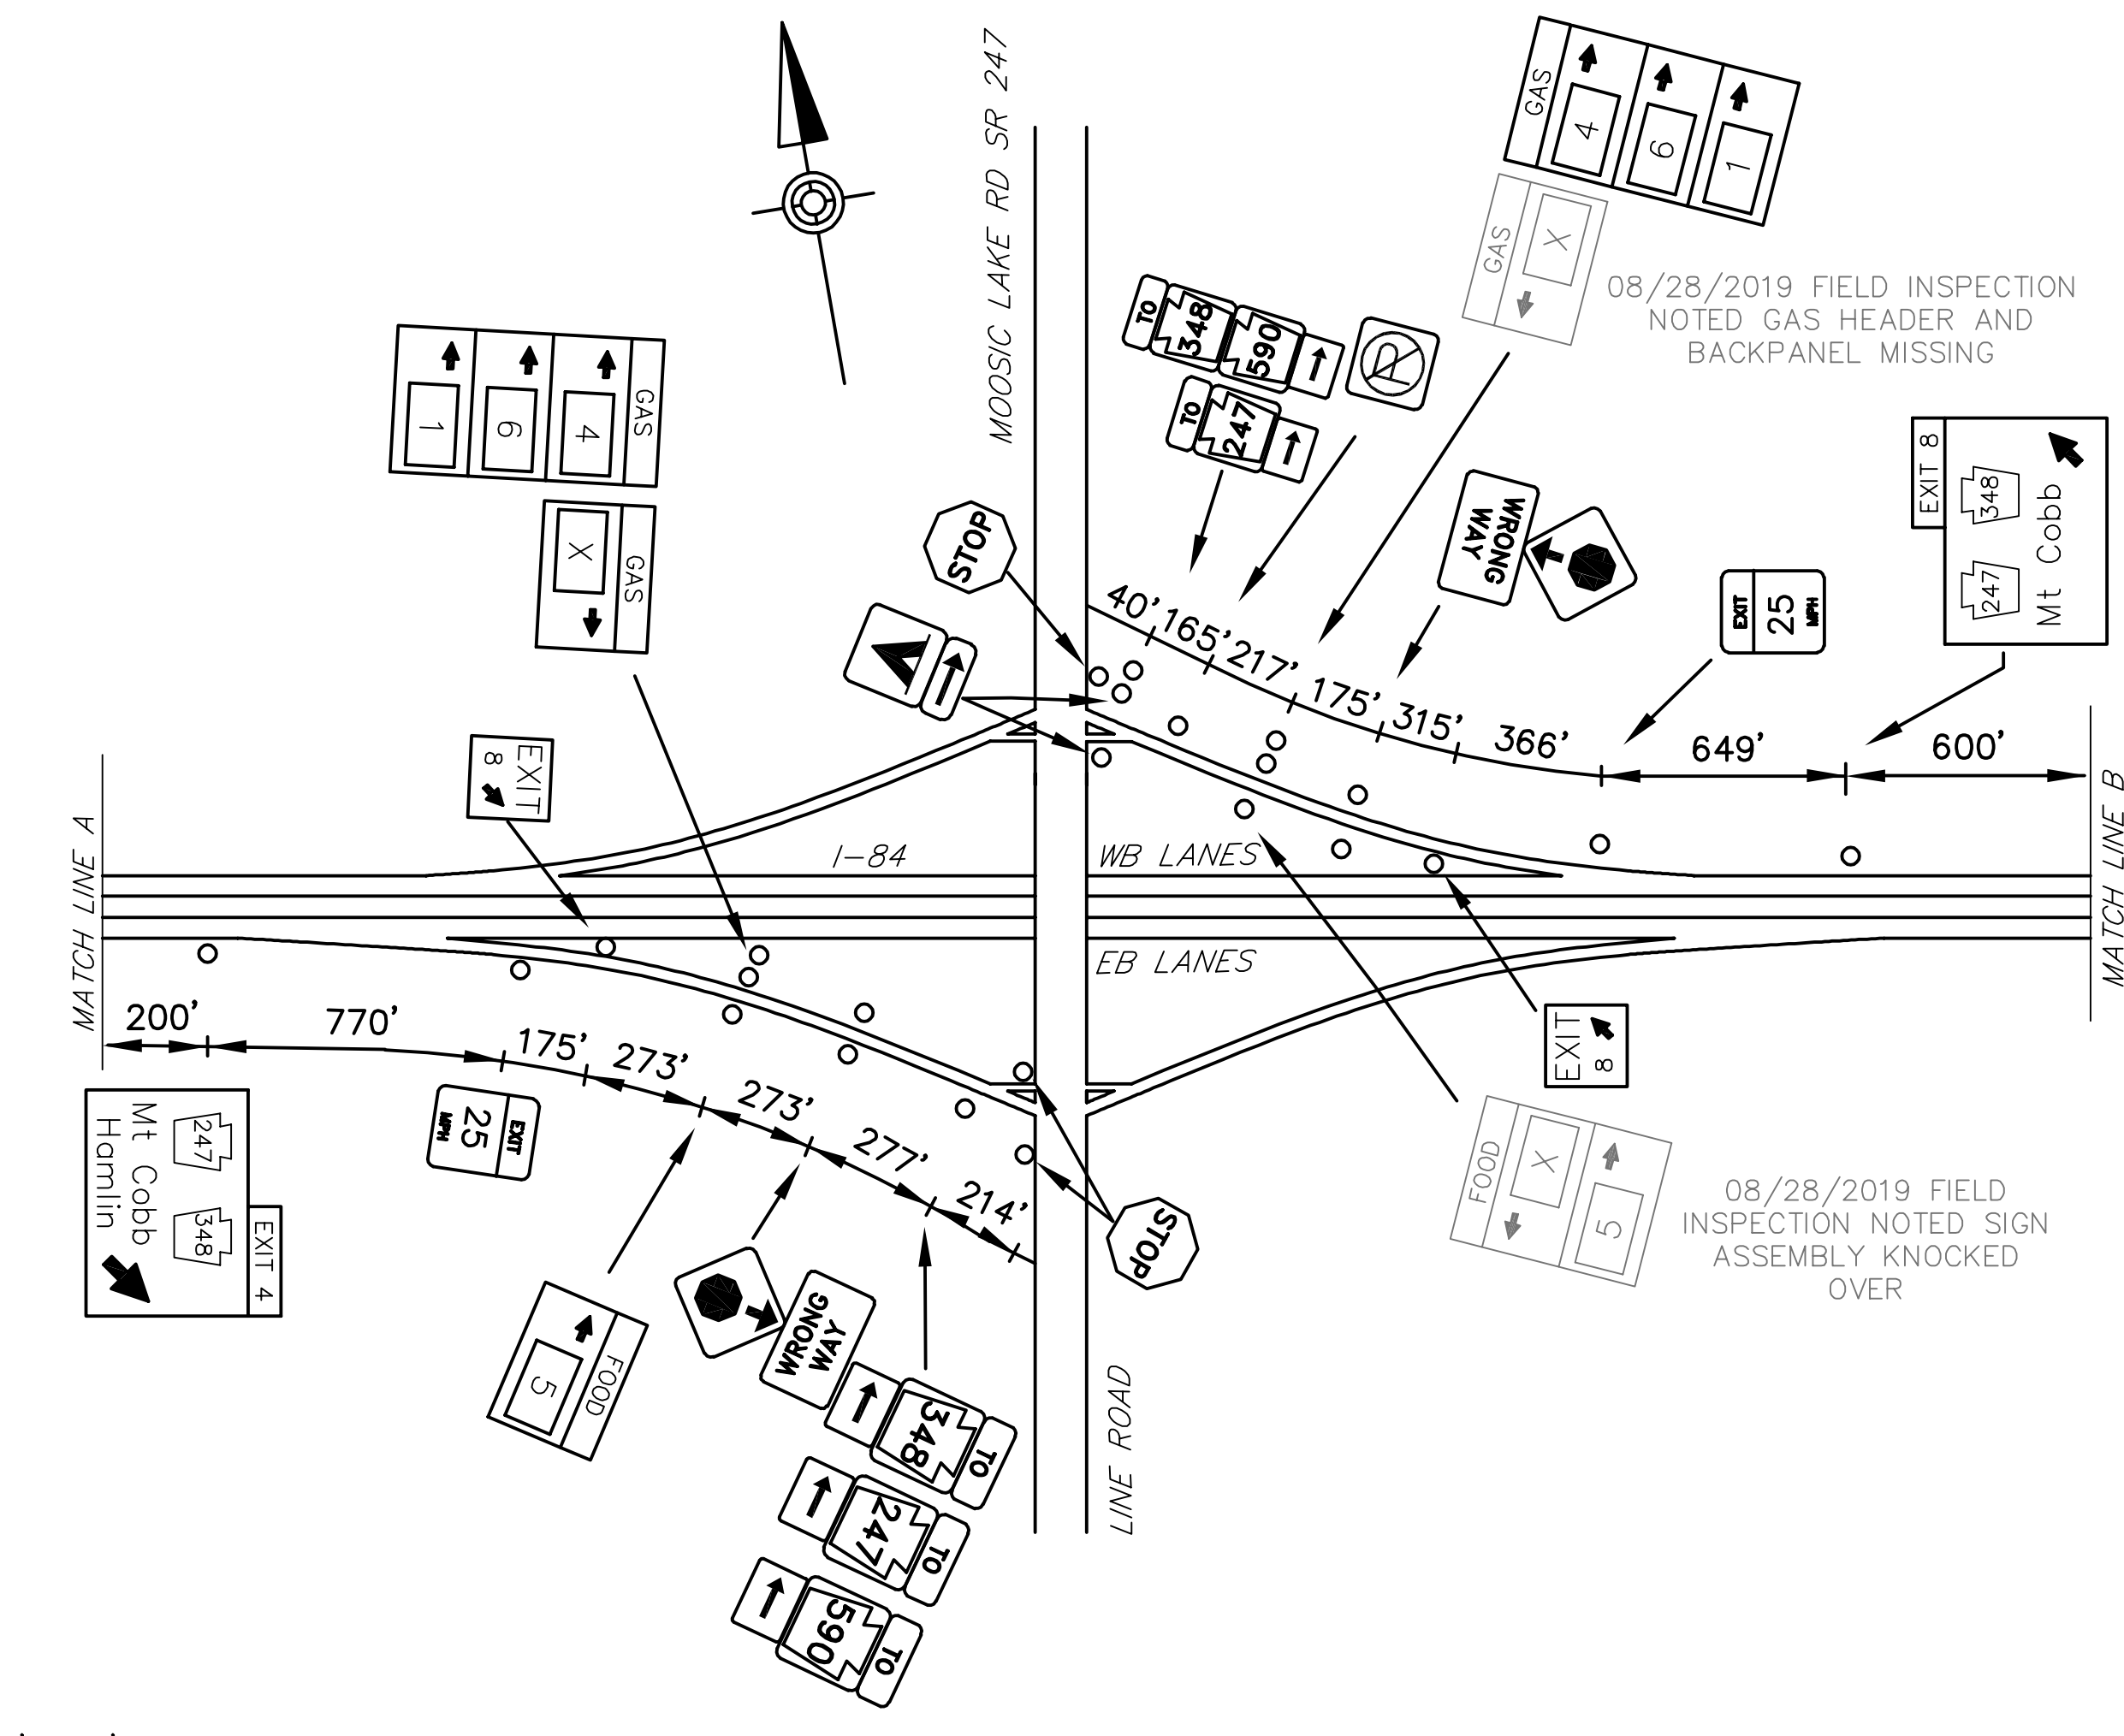 MOOSIC LAKE RD SR 247
GAS
4
6
1
GAS
X
08/28/2019 FIELD INSPECTION
NOTED GAS HEADER AND
BACKPANEL MISSING
TO
348
590
TO
247
P
GAS
4
6
1
GAS
X
STOP
WRONG
WAY
EXIT
25
MPH
EXIT 8
348
247
Mt Cobb
40'
165'
217'
175'
315'
366'
649'
600'
EXIT
8
MATCH LINE A
I-84
WB LANES
EB LANES
MATCH LINE B
200'
770'
175'
273'
273'
277'
214'
EXIT
8
EXIT 4
247
348
Mt Cobb
Hamlin
EXIT
25
MPH
STOP
FOOD
X
5
08/28/2019 FIELD
INSPECTION NOTED SIGN
ASSEMBLY KNOCKED
OVER
FOOD
5
WRONG
WAY
LINE ROAD
TO
348
TO
247
TO
590